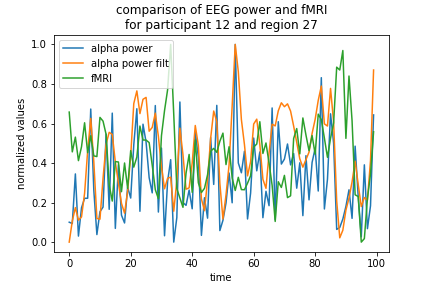 comparison of EEG power and fMRI
for participant 12 and region 27
alpha power
alpha power filt
fMRI
normalized values
1.0
0.8
0.6
0.4
0.2
0.0
0
20
40
60
80
100
time